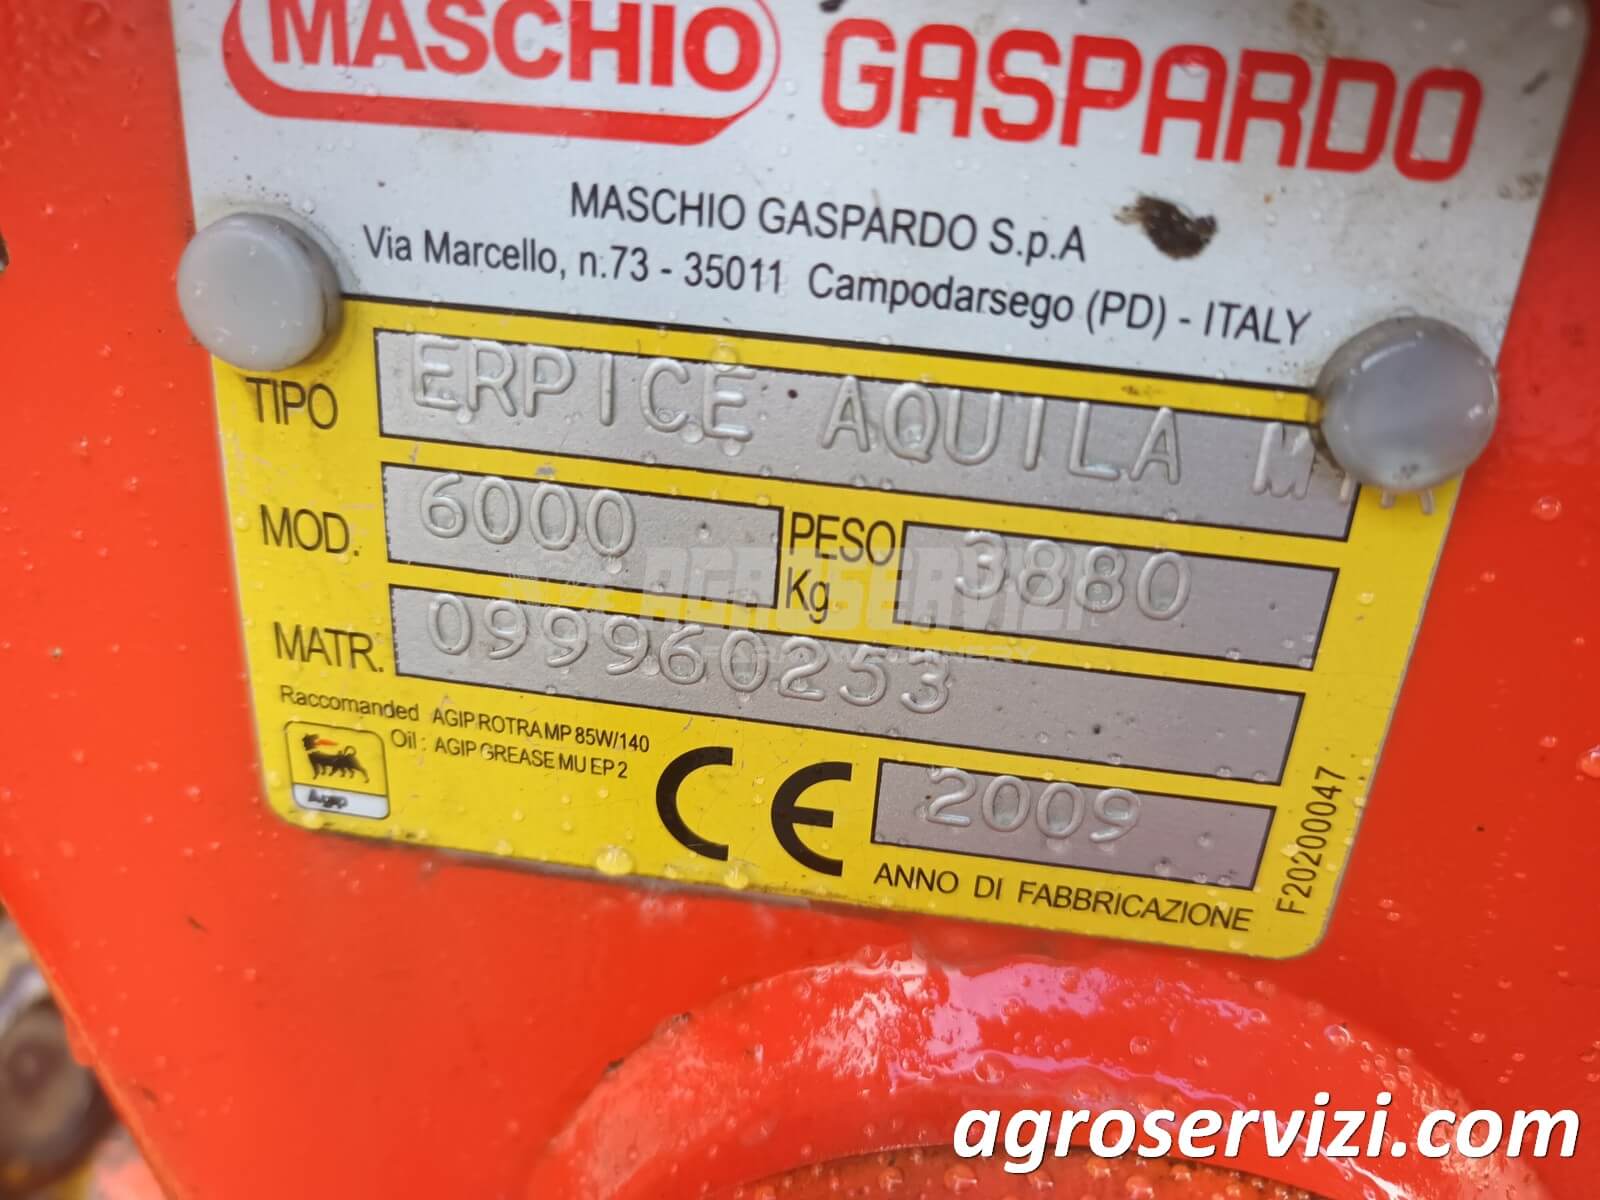 MASCHIO GASPARDO
MASCHIO GASPARDO S.p.A
Via Marcello, n.73 - 35011 Campodarsego (PD) - ITALY
TIPO ERPICE AQUILA
MOD. 6000 PESO Kg 3880
MATR. 099960253
Raccomanded Oil : AGIP ROTRA MP 85W/140
AGIP GREASE MU EP 2
Agip
CE 2009
ANNO DI FABBRICAZIONE
F20200047
AGROSERVIZI
agroservizi.com